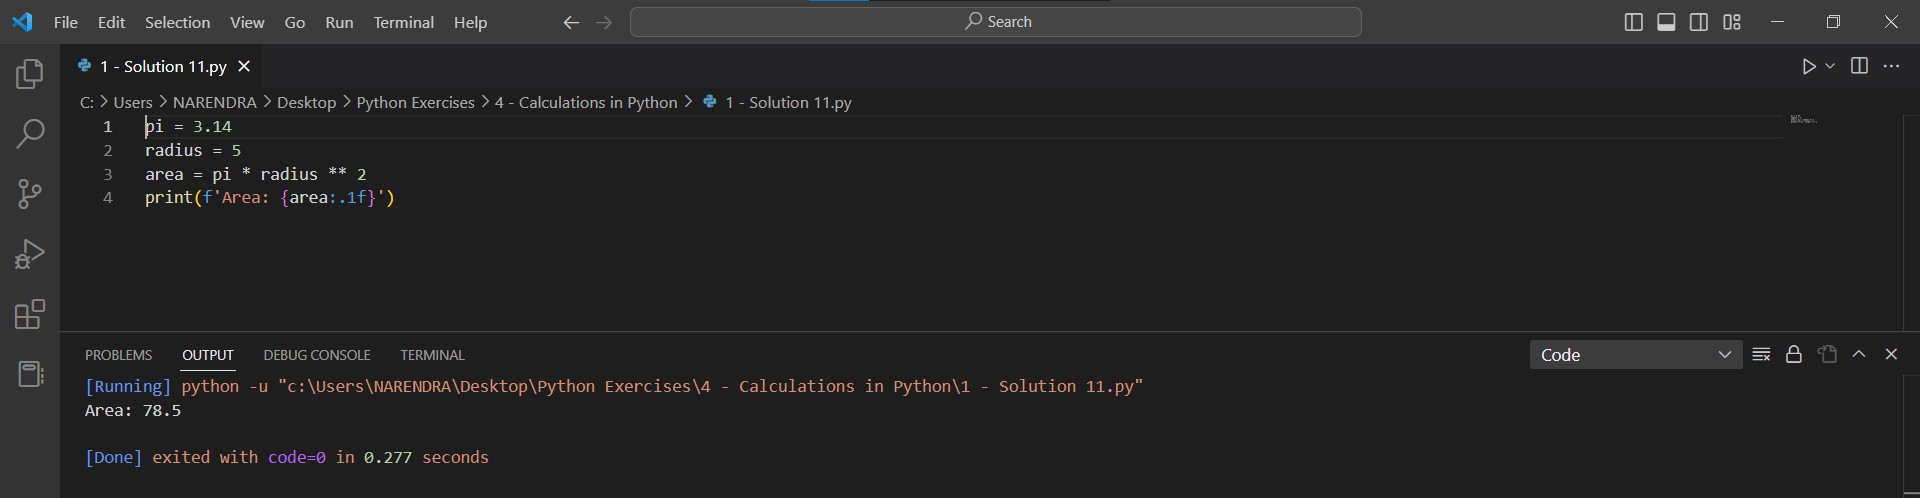 File Edit Selection View Go Run Terminal Help Search
1 - Solution 11.py
C: > Users > NARENDRA > Desktop > Python Exercises > 4 - Calculations in Python > 1 - Solution 11.py
1 pi = 3.14
2 radius = 5
3 area = pi * radius ** 2
4 print(f'Area: {area:.1f}')
PROBLEMS OUTPUT DEBUG CONSOLE TERMINAL Code
[Running] python -u "c:\Users\NARENDRA\Desktop\Python Exercises\4 - Calculations in Python\1 - Solution 11.py"
Area: 78.5
[Done] exited with code=0 in 0.277 seconds